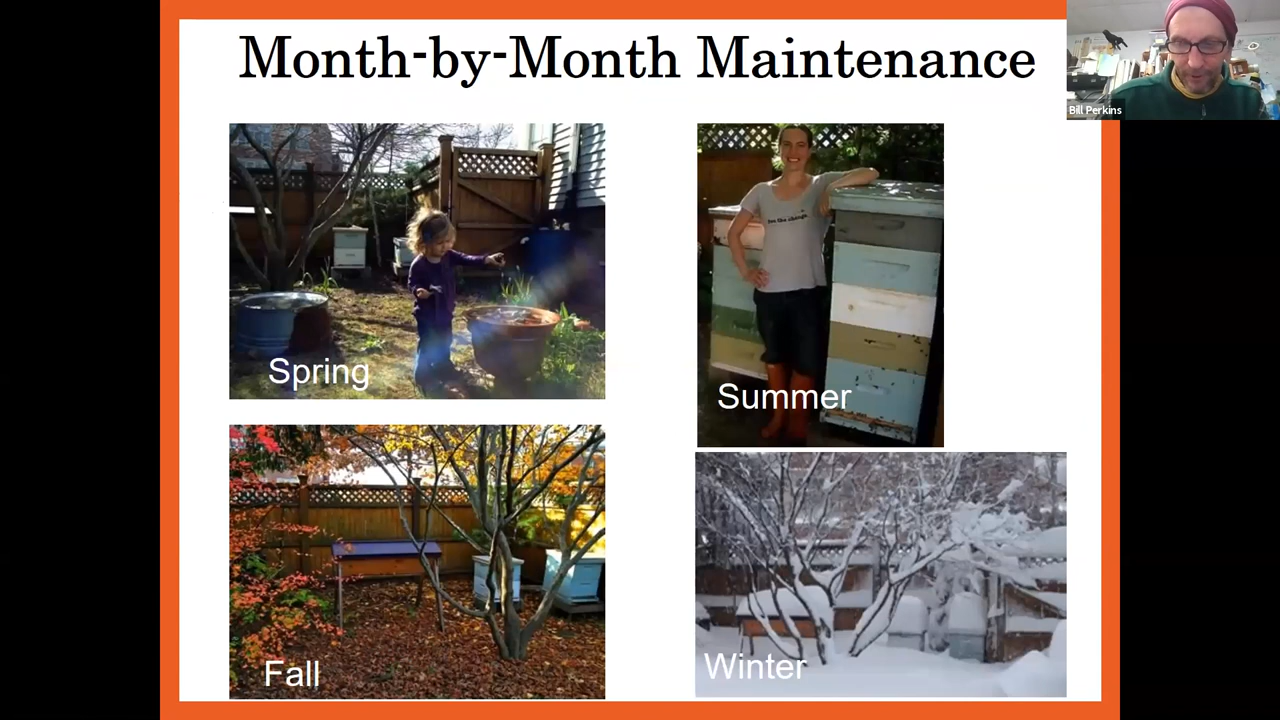 Month-by-Month Maintenance
Bill Perkins
Spring
Summer
Fall
Winter